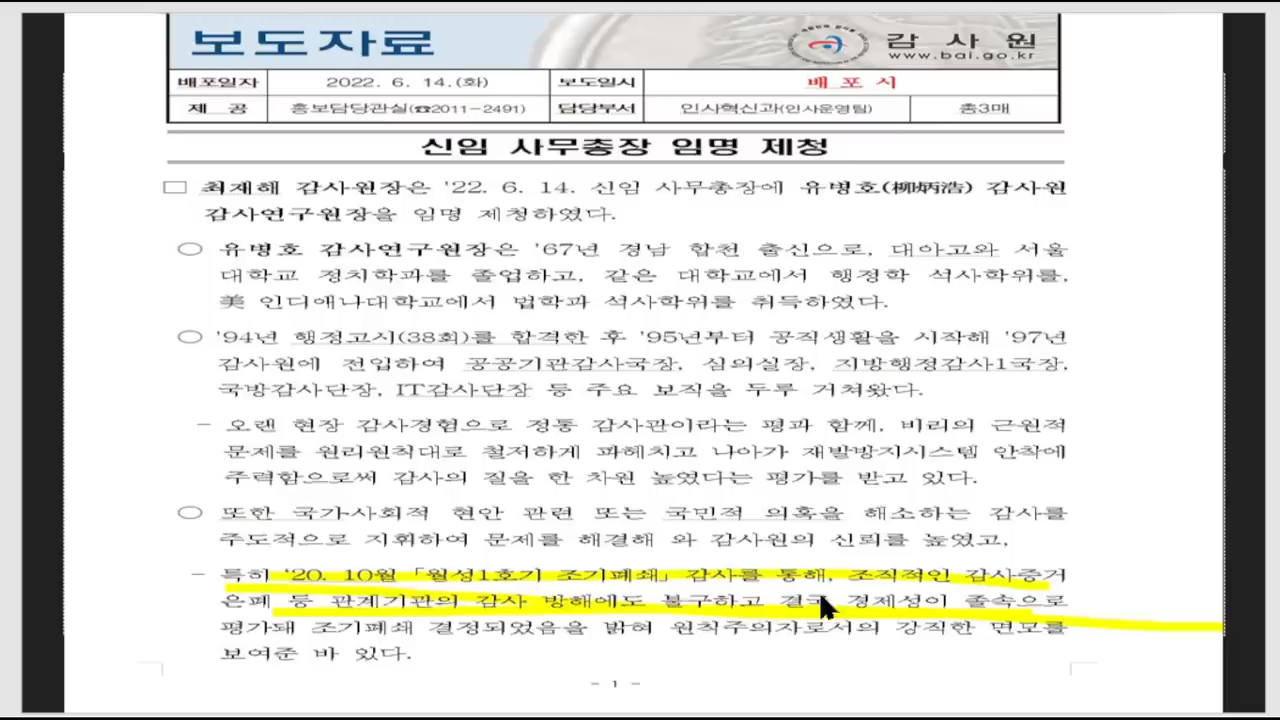 보도자료
감 사 원
www.bai.go.kr
배포일자 2022. 6. 14.(화) 보도일시 배 포 시
제 공 홍보담당관실(☎2011-2491) 담당부서 인사혁신과(인사운영팀) 총3매
신임 사무총장 임명 제청
□ 최재해 감사원장은 '22. 6. 14. 신임 사무총장에 유병호(柳炳浩) 감사원
감사연구원장을 임명 제청하였다.
○ 유병호 감사연구원장은 '67년 경남 합천 출신으로, 대아고와 서울
대학교 정치학과를 졸업하고, 같은 대학교에서 행정학 석사학위를,
美 인디애나대학교에서 법학과 석사학위를 취득하였다.
○ '94년 행정고시(38회)를 합격한 후 '95년부터 공직생활을 시작해 '97년
감사원에 전입하여 공공기관감사국장, 심의실장, 지방행정감사1국장,
국방감사단장, IT감사단장 등 주요 보직을 두루 거쳐왔다.
- 오랜 현장 감사경험으로 정통 감사관이라는 평과 함께, 비리의 근원적
문제를 원리원칙대로 철저하게 파헤치고 나아가 재발방지시스템 안착에
주력함으로써 감사의 질을 한 차원 높였다는 평가를 받고 있다.
○ 또한 국가·사회적 현안 관련 또는 국민적 의혹을 해소하는 감사를
주도적으로 지휘하여 문제를 해결해 와 감사원의 신뢰를 높였고,
- 특히 '20. 10월 「월성1호기 조기폐쇄」 감사를 통해, 조직적인 감사증거
은폐 등 관계기관의 감사 방해에도 불구하고 결국 경제성이 졸속으로
평가돼 조기폐쇄 결정되었음을 밝혀 원칙주의자로서의 강직한 면모를
보여준 바 있다.
- 1 -